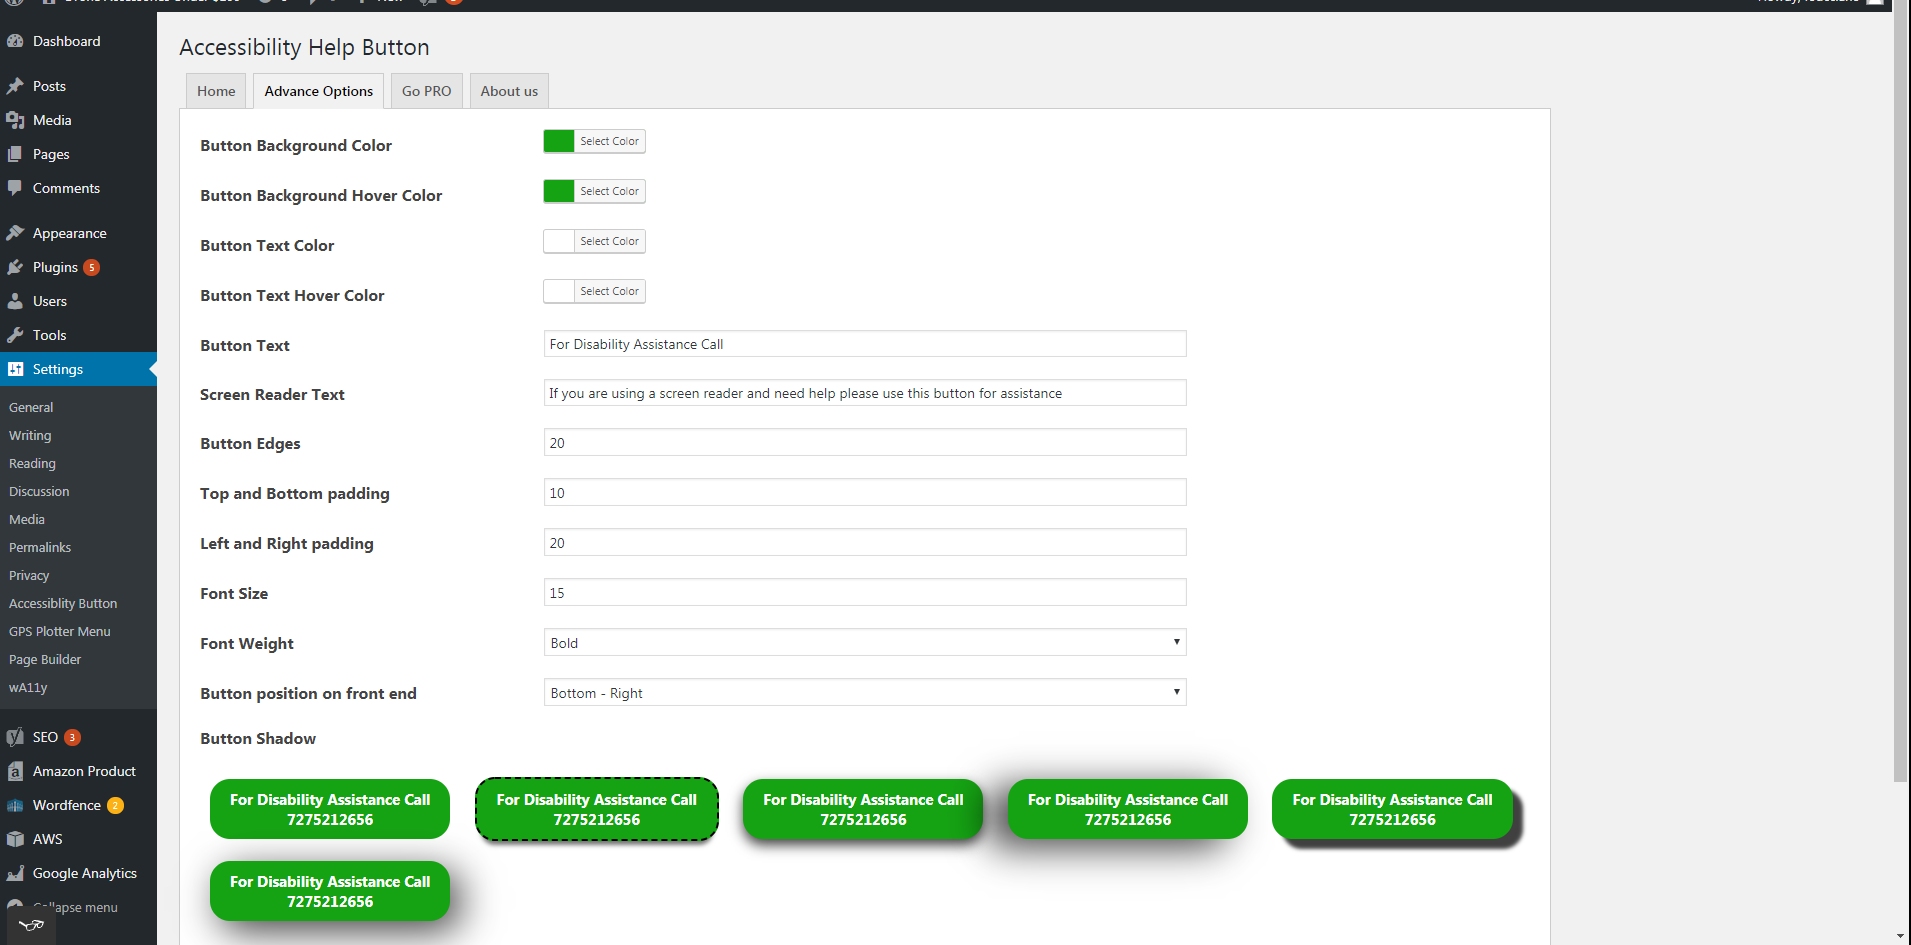 Accessibility Help Button
Home
Advance Options
Go PRO
About us
Dashboard
Posts
Media
Pages
Comments
Appearance
Plugins 5
Users
Tools
Settings
General
Writing
Reading
Discussion
Media
Permalinks
Privacy
Accessiblity Button
GPS Plotter Menu
Page Builder
wA11y
SEO 3
Amazon Product
Wordfence 2
AWS
Google Analytics
Collapse menu
Button Background Color
Select Color
Button Background Hover Color
Select Color
Button Text Color
Select Color
Button Text Hover Color
Select Color
Button Text
For Disability Assistance Call
Screen Reader Text
If you are using a screen reader and need help please use this button for assistance
Button Edges
20
Top and Bottom padding
10
Left and Right padding
20
Font Size
15
Font Weight
Bold
Button position on front end
Bottom - Right
Button Shadow
For Disability Assistance Call
7275212656
For Disability Assistance Call
7275212656
For Disability Assistance Call
7275212656
For Disability Assistance Call
7275212656
For Disability Assistance Call
7275212656
For Disability Assistance Call
7275212656